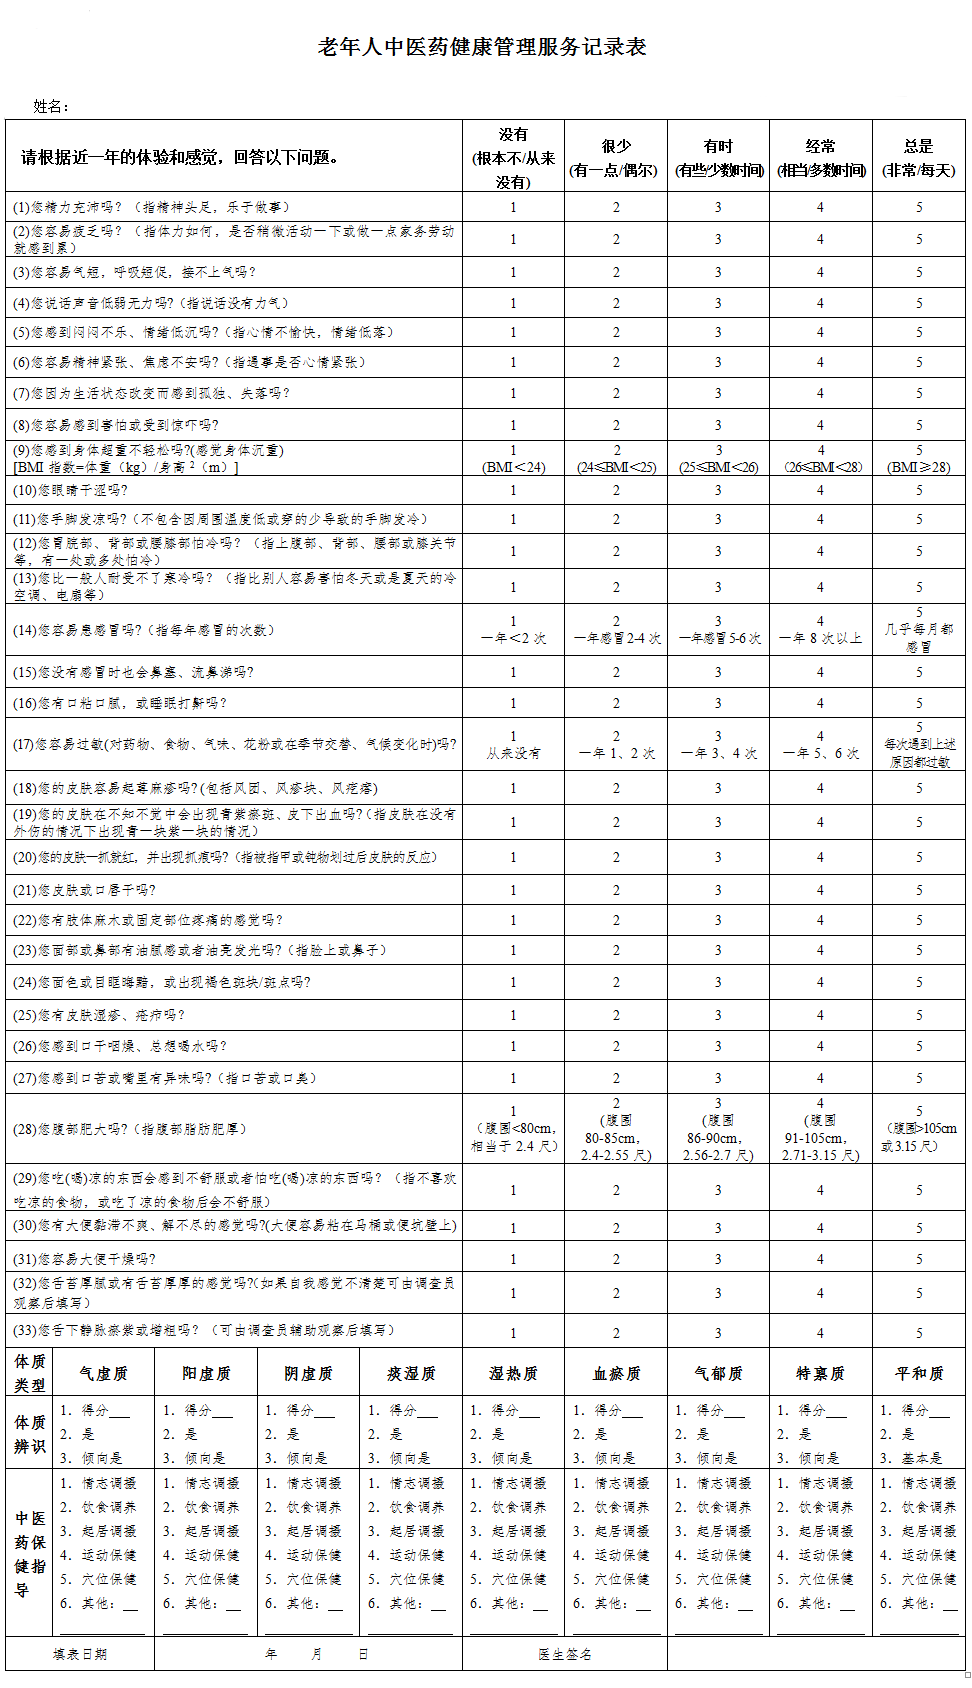 老年人中医药健康管理服务记录表
姓名：
请根据近一年的体验和感觉，回答以下问题。 没有 (根本不/从来没有) 很少 (有一点/偶尔) 有时 (有些/少数时间) 经常 (相当/多数时间) 总是 (非常/每天)
(1)您精力充沛吗？（指精神头足，乐于做事） 1 2 3 4 5
(2)您容易疲乏吗？（指体力如何，是否稍微活动一下或做一点家务劳动
就感到累） 1 2 3 4 5
(3)您容易气短，呼吸短促，接不上气吗？ 1 2 3 4 5
(4)您说话声音低弱无力吗?（指说话没有力气） 1 2 3 4 5
(5)您感到闷闷不乐、情绪低沉吗?（指心情不愉快，情绪低落） 1 2 3 4 5
(6)您容易精神紧张、焦虑不安吗?（指遇事是否心情紧张） 1 2 3 4 5
(7)您因为生活状态改变而感到孤独、失落吗？ 1 2 3 4 5
(8)您容易感到害怕或受到惊吓吗? 1 2 3 4 5
(9)您感到身体超重不轻松吗?(感觉身体沉重)
[BMI 指数=体重（kg）/身高²（m）] 1 (BMI＜24) 2 (24≤BMI＜25) 3 (25≤BMI＜26) 4 (26≤BMI＜28) 5 (BMI≥28)
(10)您眼睛干涩吗? 1 2 3 4 5
(11)您手脚发凉吗?（不包含因周围温度低或穿的少导致的手脚发冷） 1 2 3 4 5
(12)您胃脘部、背部或腰膝部怕冷吗？（指上腹部、背部、腰部或膝关节
等，有一处或多处怕冷） 1 2 3 4 5
(13)您比一般人耐受不了寒冷吗？（指比别人容易害怕冬天或是夏天的冷
空调、电扇等） 1 2 3 4 5
(14)您容易患感冒吗?（指每年感冒的次数） 1 一年＜2 次 2 一年感冒2-4 次 3 一年感冒5-6 次 4 一年 8 次以上 5 几乎每月都感冒
(15)您没有感冒时也会鼻塞、流鼻涕吗? 1 2 3 4 5
(16)您有口粘口腻，或睡眠打鼾吗？ 1 2 3 4 5
(17)您容易过敏(对药物、食物、气味、花粉或在季节交替、气候变化时)吗? 1 从来没有 2 一年 1、2 次 3 一年 3、4 次 4 一年 5、6 次 5 每次遇到上述原因都过敏
(18)您的皮肤容易起荨麻疹吗? (包括风团、风疹块、风疙瘩) 1 2 3 4 5
(19)您的皮肤在不知不觉中会出现青紫瘀斑、皮下出血吗?（指皮肤在没有
外伤的情况下出现青一块紫一块的情况） 1 2 3 4 5
(20)您的皮肤一抓就红，并出现抓痕吗?（指被指甲或钝物划过后皮肤的反应） 1 2 3 4 5
(21)您皮肤或口唇干吗? 1 2 3 4 5
(22)您有肢体麻木或固定部位疼痛的感觉吗？ 1 2 3 4 5
(23)您面部或鼻部有油腻感或者油亮发光吗?（指脸上或鼻子） 1 2 3 4 5
(24)您面色或目眶晦黯，或出现褐色斑块/斑点吗? 1 2 3 4 5
(25)您有皮肤湿疹、疮疖吗？ 1 2 3 4 5
(26)您感到口干咽燥、总想喝水吗？ 1 2 3 4 5
(27)您感到口苦或嘴里有异味吗?（指口苦或口臭） 1 2 3 4 5
(28)您腹部肥大吗?（指腹部脂肪肥厚） 1 （腹围<80cm，相当于 2.4 尺） 2 （腹围 80-85cm，2.4-2.55 尺) 3 （腹围 86-90cm，2.56-2.7 尺) 4 （腹围 91-105cm，2.71-3.15 尺) 5 （腹围>105cm或3.15 尺）
(29)您吃(喝)凉的东西会感到不舒服或者怕吃(喝)凉的东西吗？（指不喜欢
吃凉的食物，或吃了凉的食物后会不舒服） 1 2 3 4 5
(30)您有大便黏滞不爽、解不尽的感觉吗?(大便容易粘在马桶或便坑壁上) 1 2 3 4 5
(31)您容易大便干燥吗? 1 2 3 4 5
(32)您舌苔厚腻或有舌苔厚厚的感觉吗?（如果自我感觉不清楚可由调查员
观察后填写） 1 2 3 4 5
(33)您舌下静脉瘀紫或增粗吗？（可由调查员辅助观察后填写） 1 2 3 4 5
体质类型 气虚质 阳虚质 阴虚质 痰湿质 湿热质 血瘀质 气郁质 特禀质 平和质
体质辨识
1．得分___ 1．得分___ 1．得分___ 1．得分___ 1．得分___ 1．得分___ 1．得分___ 1．得分___ 1．得分___
2．是 2．是 2．是 2．是 2．是 2．是 2．是 2．是 2．是
3．倾向是 3．倾向是 3．倾向是 3．倾向是 3．倾向是 3．倾向是 3．倾向是 3．倾向是 3．基本是
中医药保健指导
1．情志调摄 1．情志调摄 1．情志调摄 1．情志调摄 1．情志调摄 1．情志调摄 1．情志调摄 1．情志调摄 1．情志调摄
2．饮食调养 2．饮食调养 2．饮食调养 2．饮食调养 2．饮食调养 2．饮食调养 2．饮食调养 2．饮食调养 2．饮食调养
3．起居调摄 3．起居调摄 3．起居调摄 3．起居调摄 3．起居调摄 3．起居调摄 3．起居调摄 3．起居调摄 3．起居调摄
4．运动保健 4．运动保健 4．运动保健 4．运动保健 4．运动保健 4．运动保健 4．运动保健 4．运动保健 4．运动保健
5．穴位保健 5．穴位保健 5．穴位保健 5．穴位保健 5．穴位保健 5．穴位保健 5．穴位保健 5．穴位保健 5．穴位保健
6．其他：__ 6．其他：__ 6．其他：__ 6．其他：__ 6．其他：__ 6．其他：__ 6．其他：__ 6．其他：__ 6．其他：__
填表日期 年 月 日 医生签名